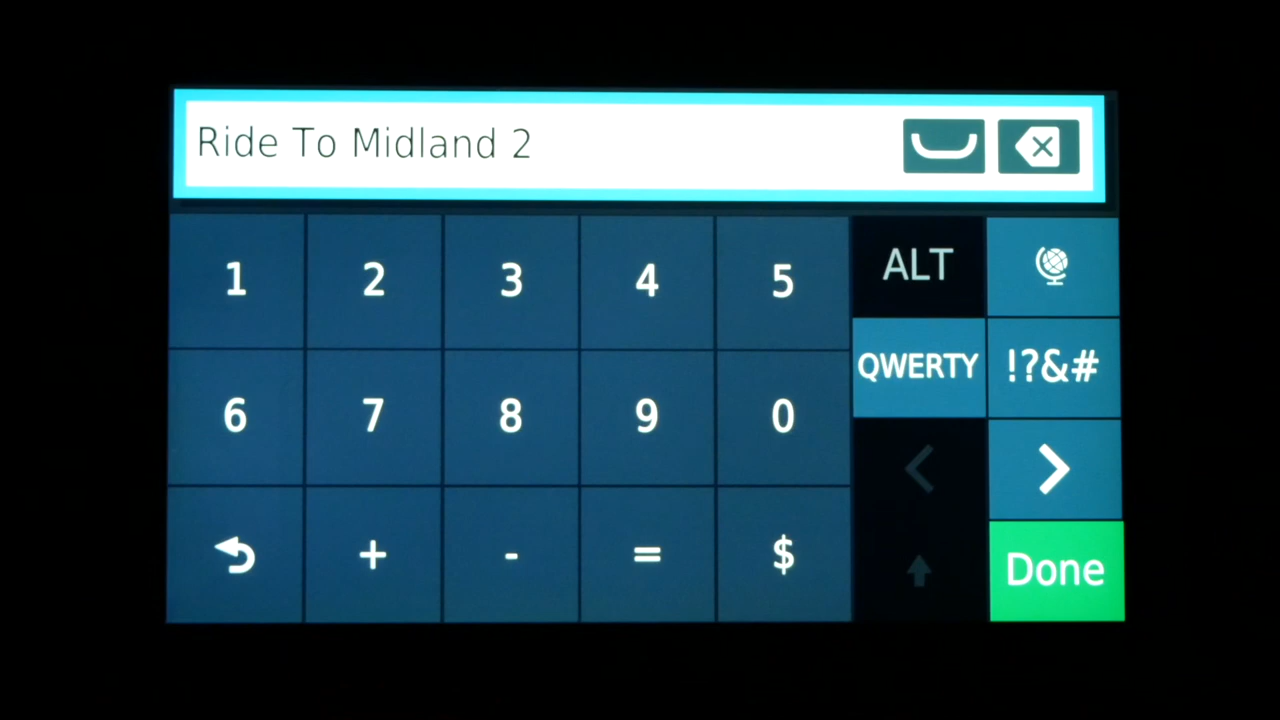 Ride To Midland 2
1 2 3 4 5 ALT
QWERTY !?&#
6 7 8 9 0
+ - = $ Done